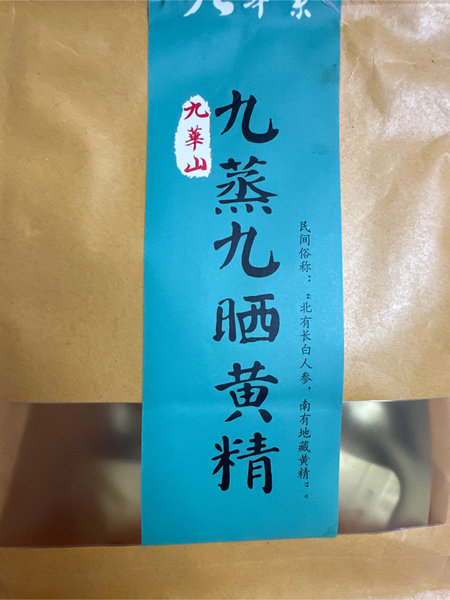 九華山
九蒸九晒黄精
民间俗称：“北有长白人参，南有地藏黄精”。